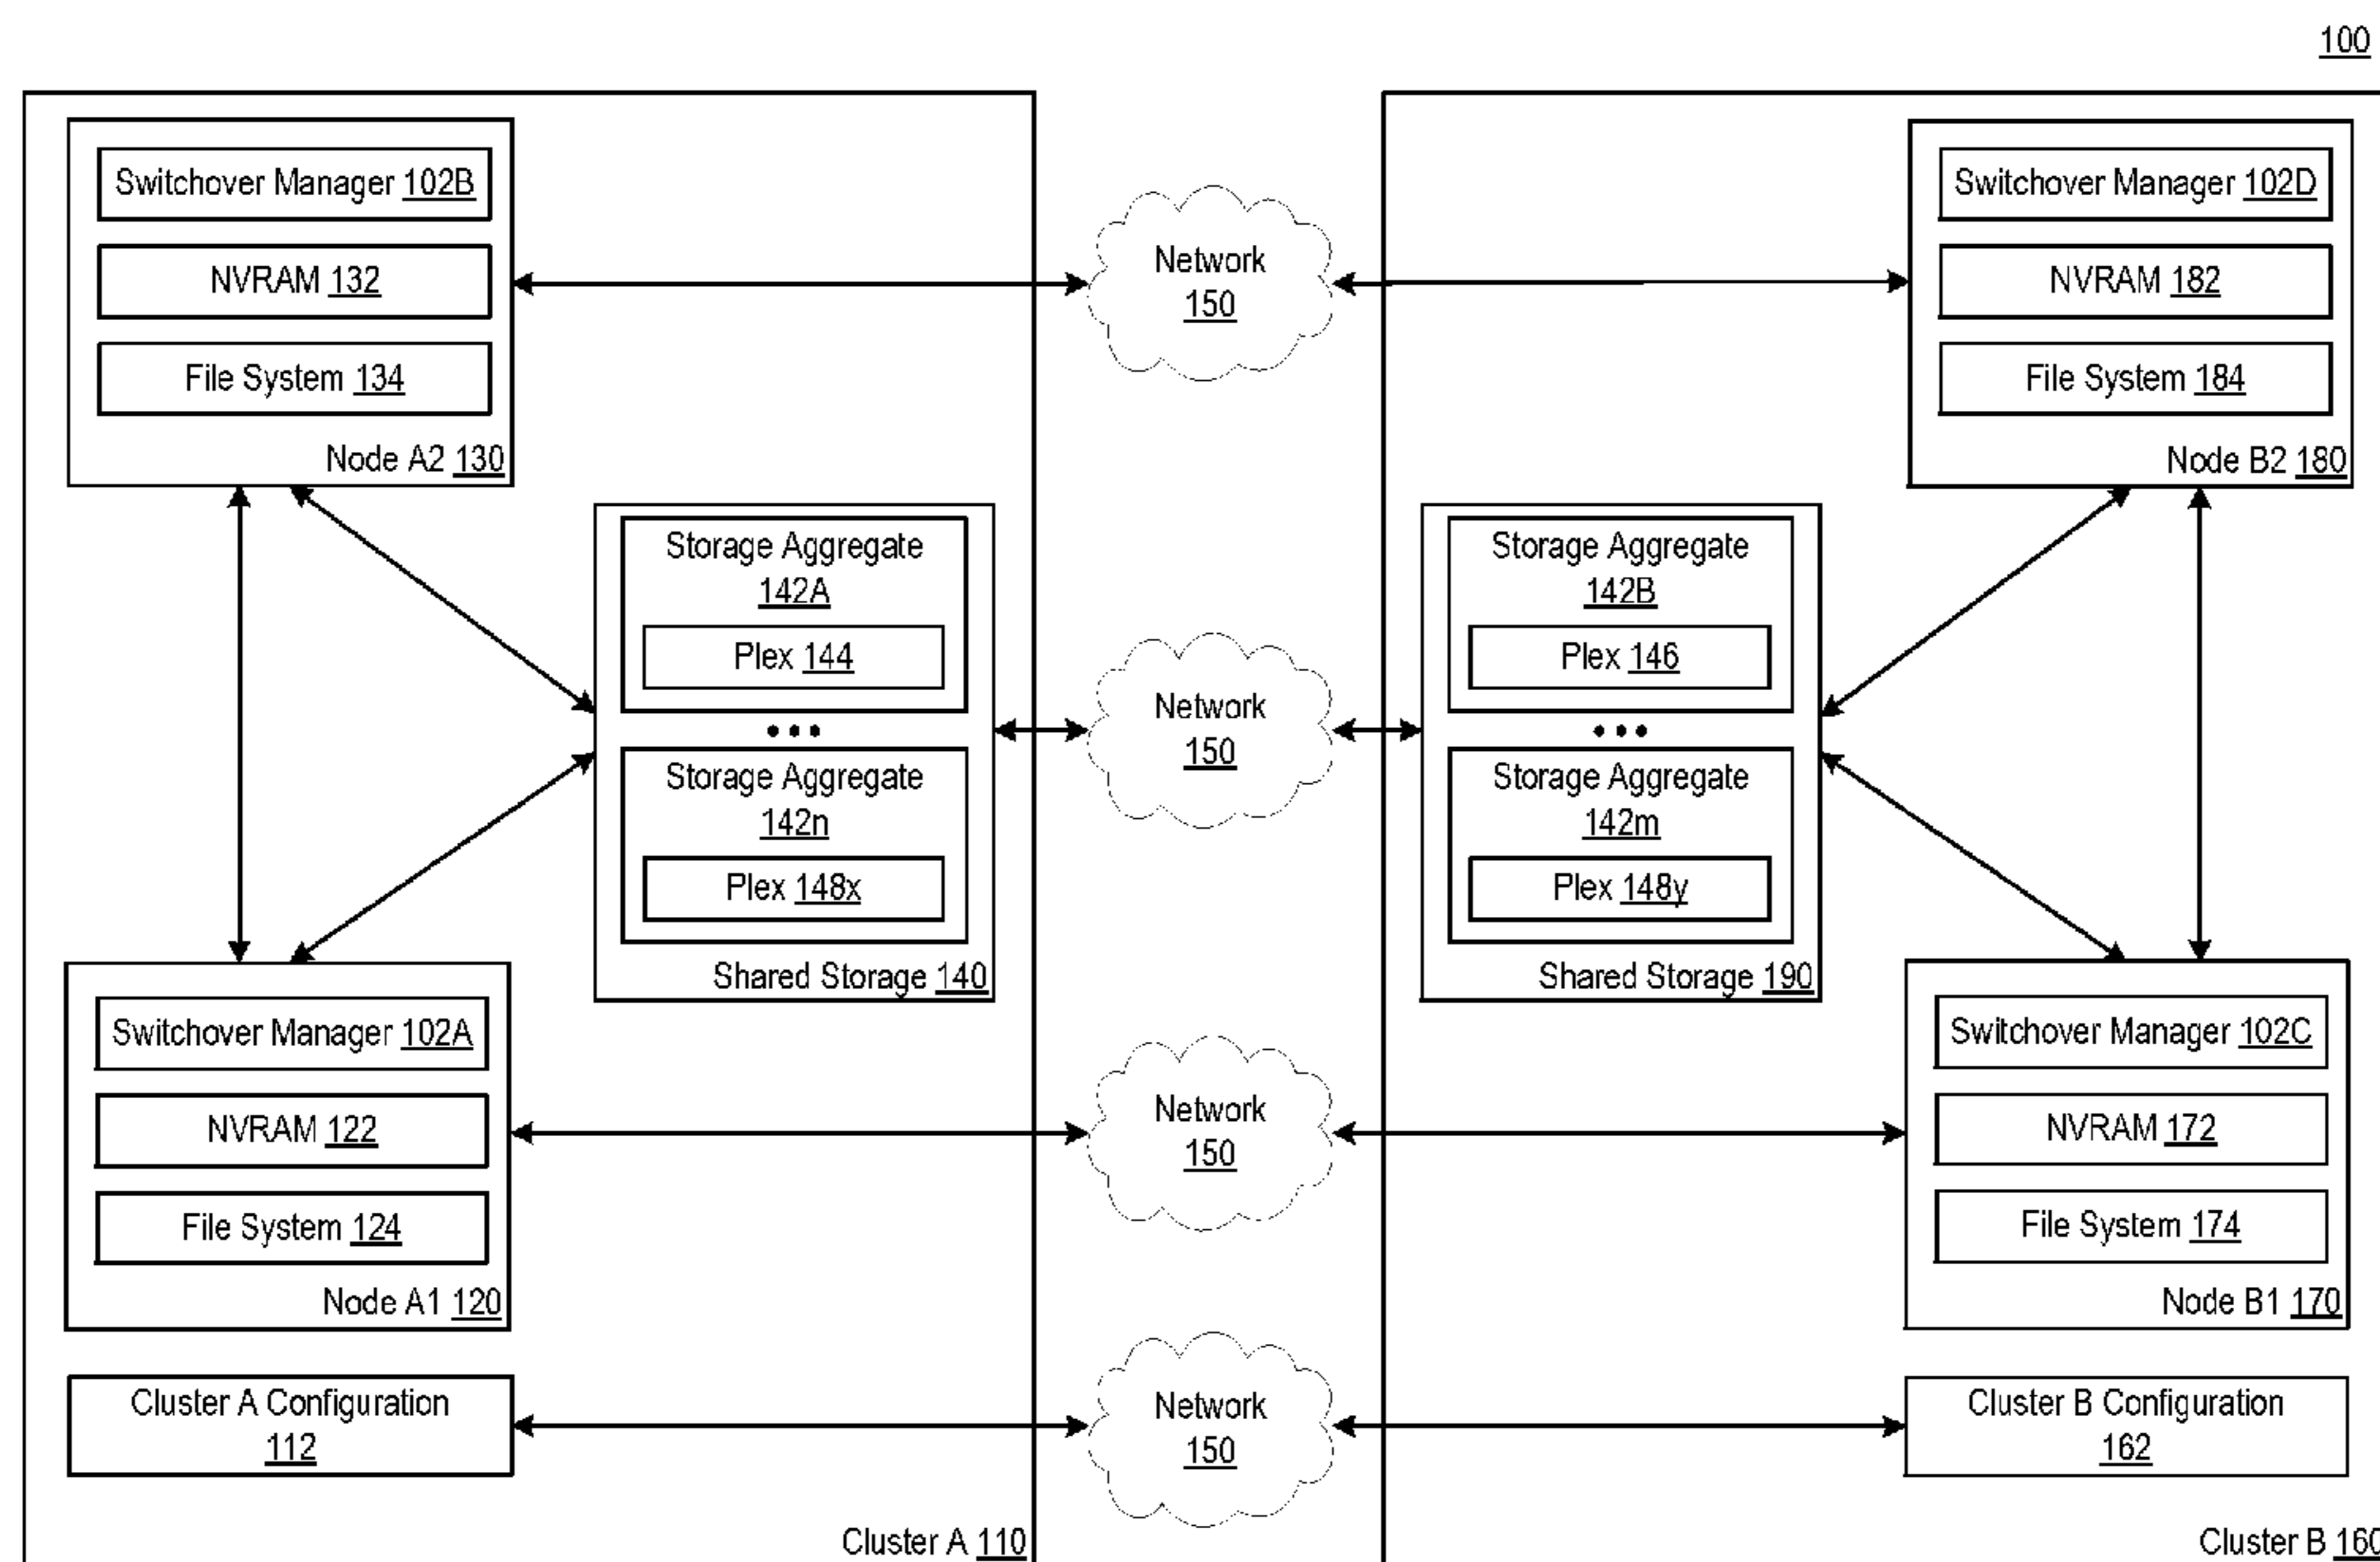 100
Switchover Manager 102B
NVRAM 132
File System 134
Node A2 130
Network
150
Switchover Manager 102D
NVRAM 182
File System 184
Node B2 180
Storage Aggregate
142A
Plex 144
•••
Storage Aggregate
142n
Plex 148x
Shared Storage 140
Network
150
Storage Aggregate
142B
Plex 146
•••
Storage Aggregate
142m
Plex 148y
Shared Storage 190
Switchover Manager 102A
NVRAM 122
File System 124
Node A1 120
Network
150
Switchover Manager 102C
NVRAM 172
File System 174
Node B1 170
Cluster A Configuration
112
Network
150
Cluster B Configuration
162
Cluster A 110
Cluster B 160